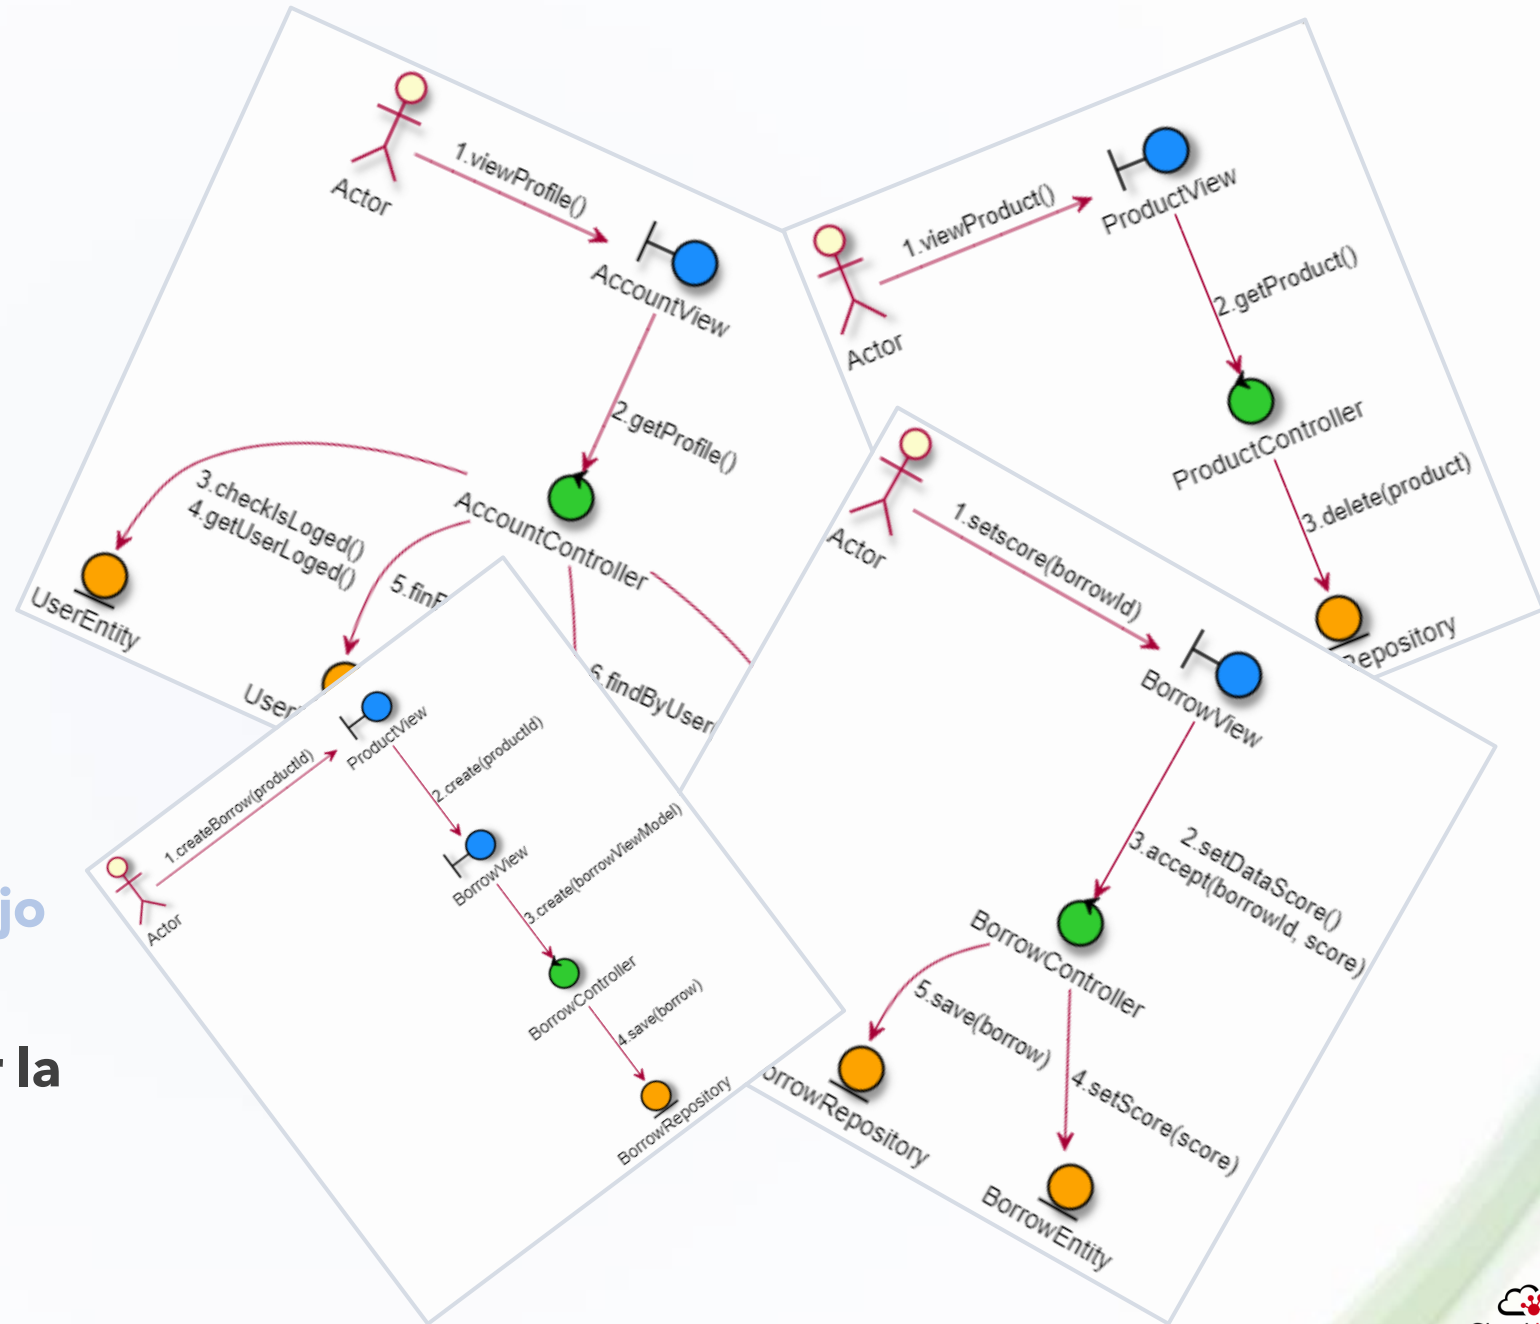 Actor
1.viewProfile()
AccountView
2.getProfile()
AccountController
3.checkIsLoged()
4.getUserLoged()
UserEntity
6.findByUser
1.viewProduct()
Actor
ProductView
2.getProduct()
ProductController
3.delete(product)
Repository
Actor
1.setscore(borrowId)
BorrowView
2.setDataScore()
3.accept(borrowId, score)
BorrowController
5.save(borrow)
4.setScore(score)
orrowRepository
BorrowEntity
ProductView
1.createBorrow(productId)
Actor
2.create(productId)
BorrowView
3.create(borrowViewModel)
BorrowController
4.save(borrow)
BorrowRepository
jo
la